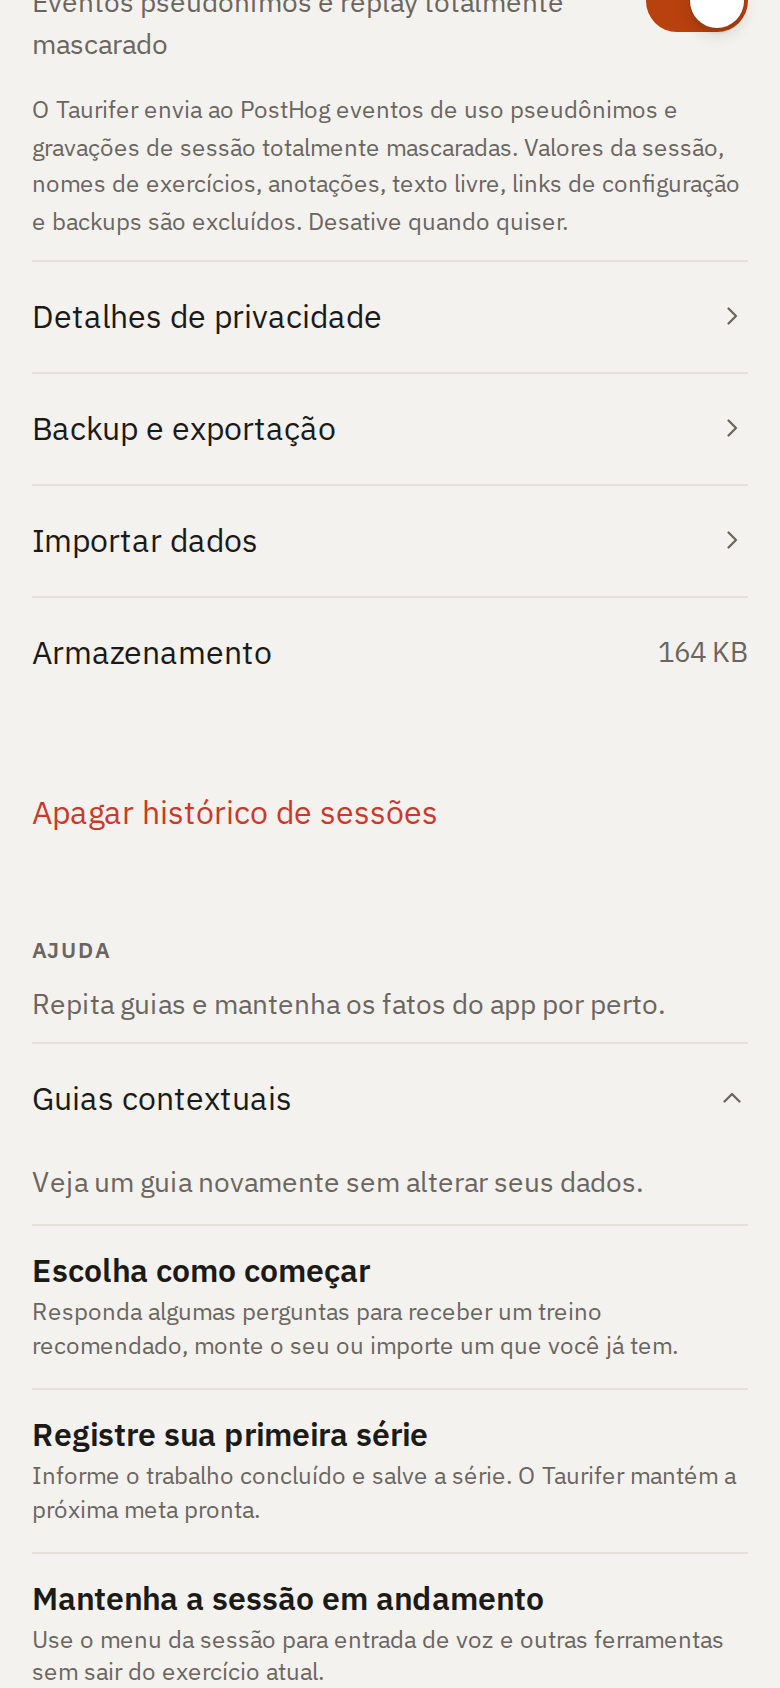 Eventos pseudônimos e replay totalmente
mascarado
O Taurifer envia ao PostHog eventos de uso pseudônimos e
gravações de sessão totalmente mascaradas. Valores da sessão,
nomes de exercícios, anotações, texto livre, links de configuração
e backups são excluídos. Desative quando quiser.
Detalhes de privacidade
Backup e exportação
Importar dados
Armazenamento
164 KB
Apagar histórico de sessões
AJUDA
Repita guias e mantenha os fatos do app por perto.
Guias contextuais
Veja um guia novamente sem alterar seus dados.
Escolha como começar
Responda algumas perguntas para receber um treino
recomendado, monte o seu ou importe um que você já tem.
Registre sua primeira série
Informe o trabalho concluído e salve a série. O Taurifer mantém a
próxima meta pronta.
Mantenha a sessão em andamento
Use o menu da sessão para entrada de voz e outras ferramentas
sem sair do exercício atual.